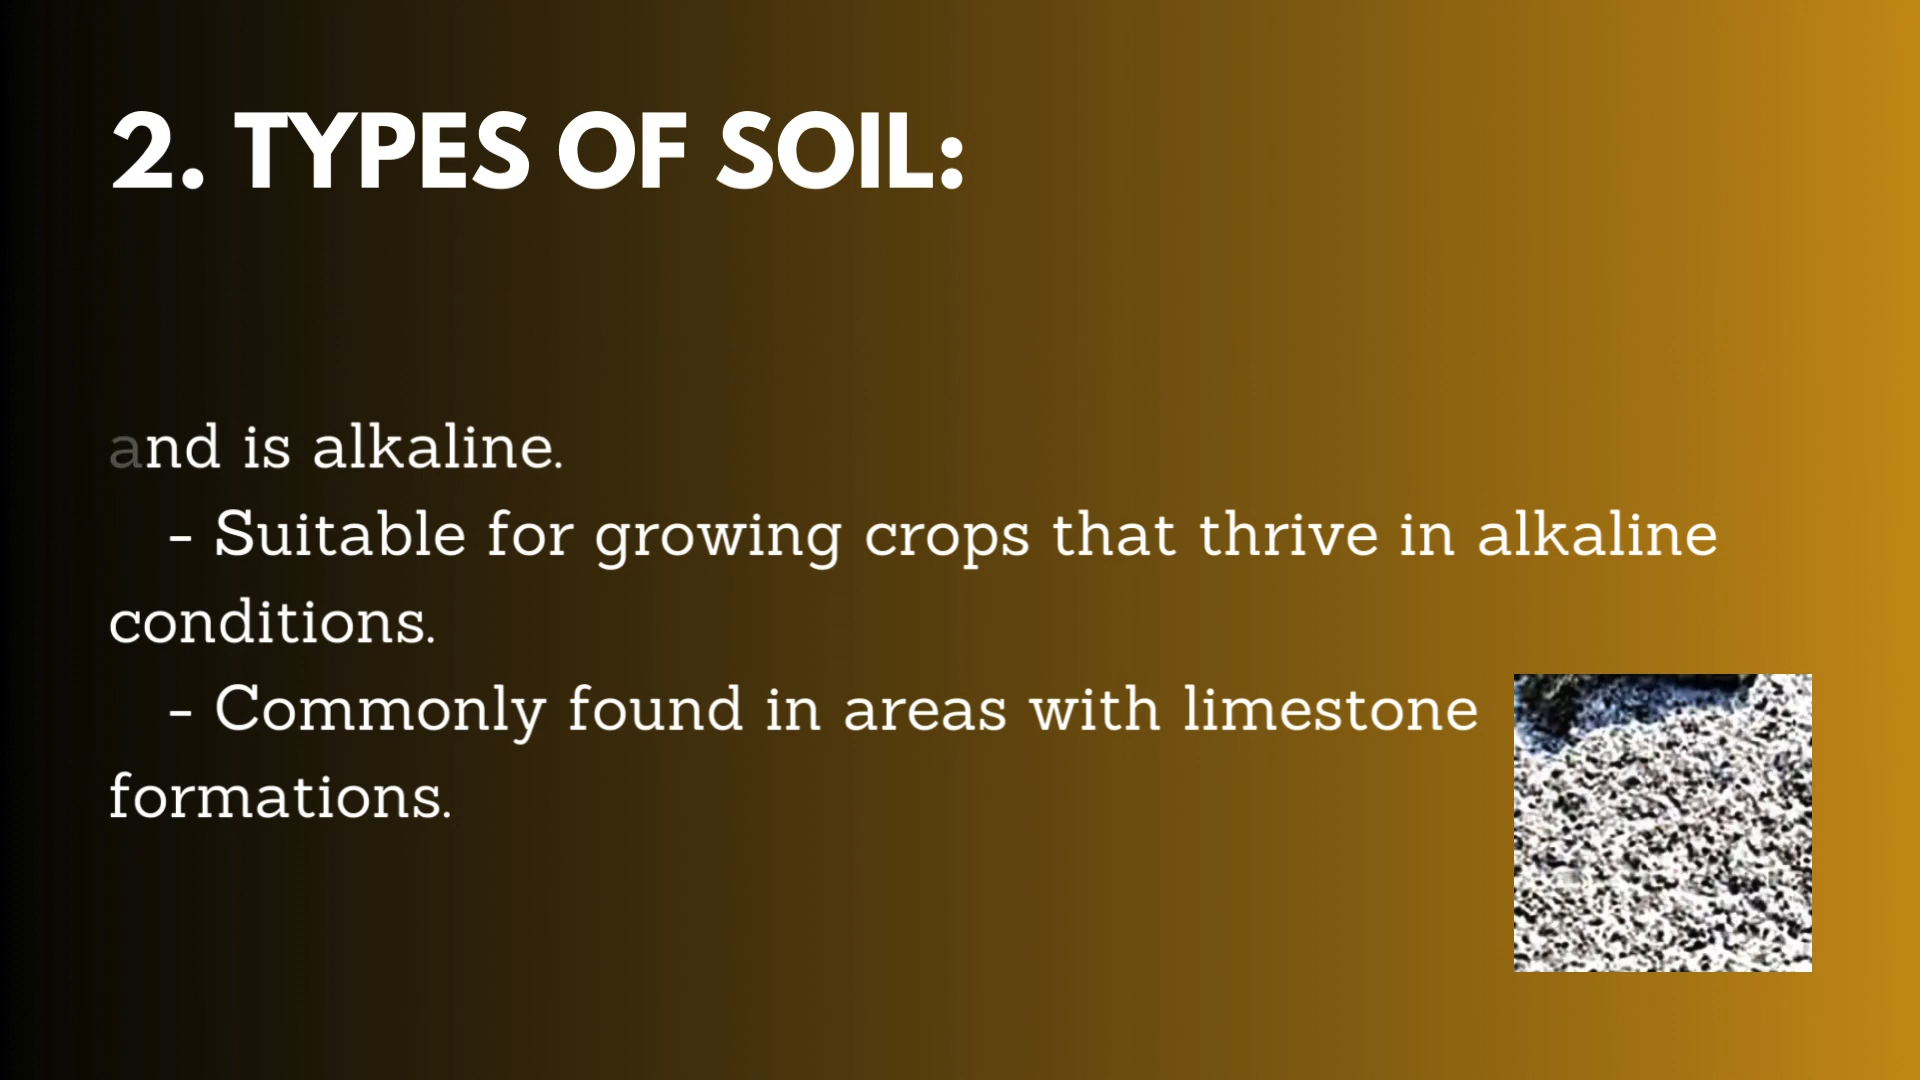 2. TYPES OF SOIL:
and is alkaline.
- Suitable for growing crops that thrive in alkaline
conditions.
- Commonly found in areas with limestone
formations.